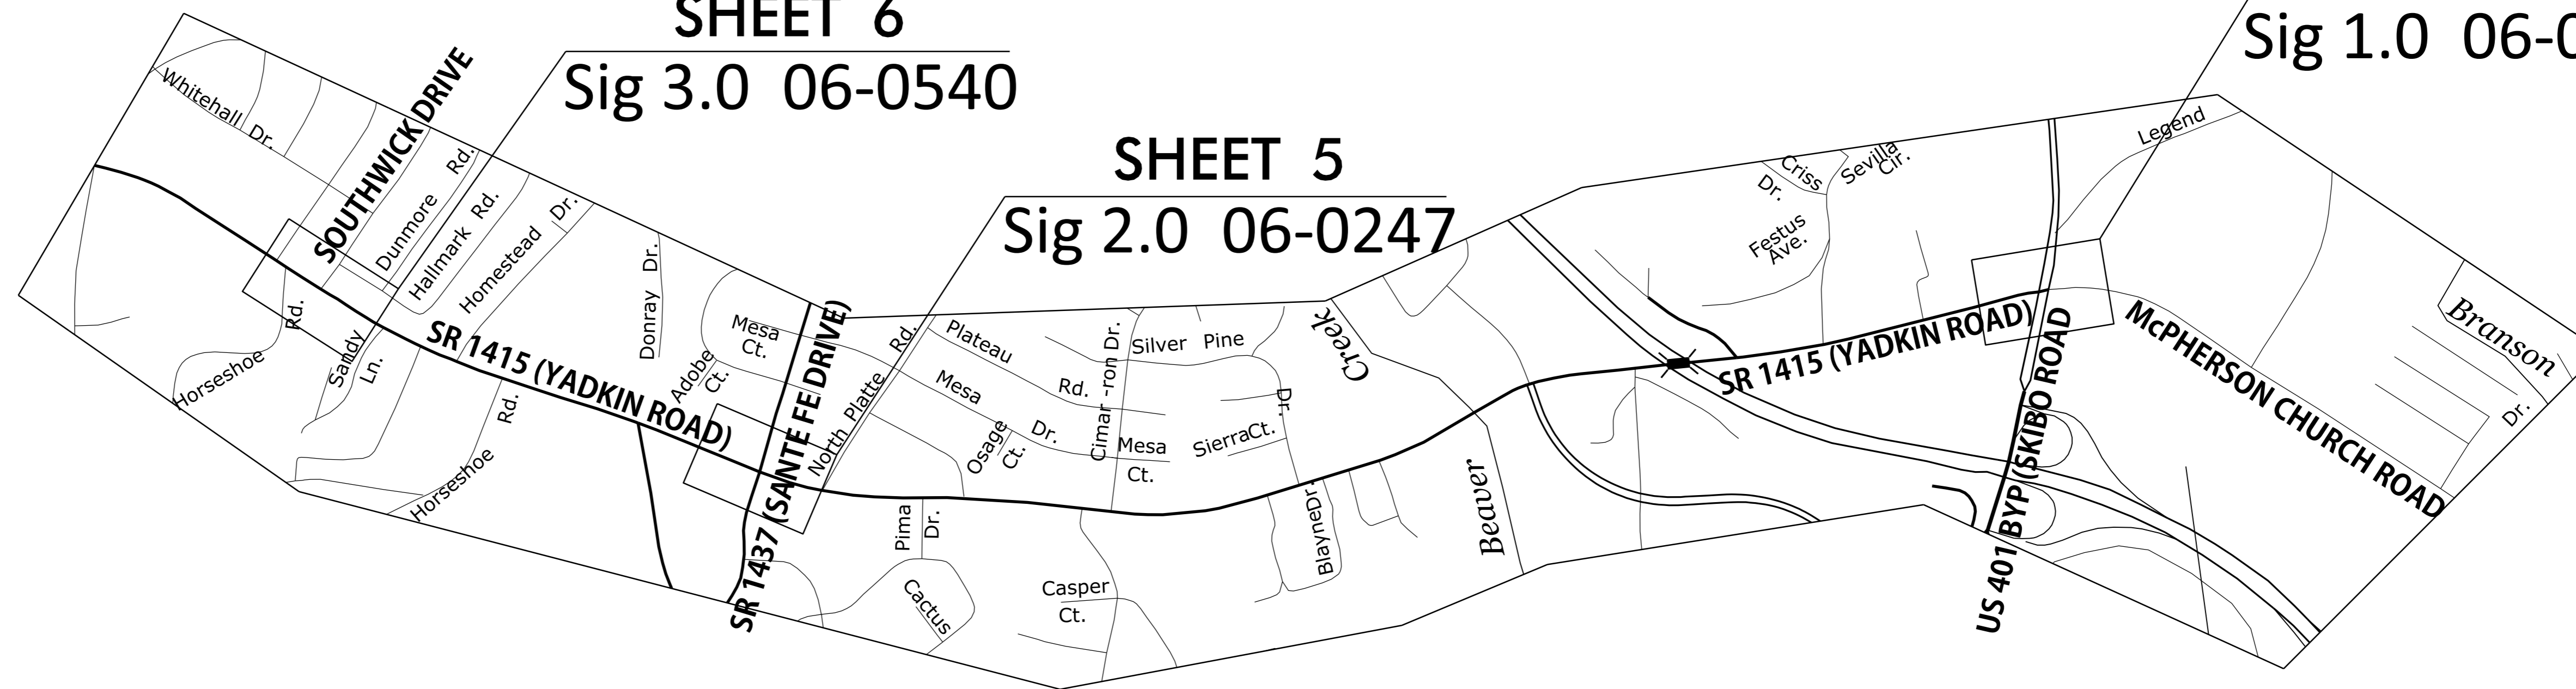 SHEET 6
Sig 3.0 06-0540
SHEET 5
Sig 2.0 06-0247
Sig 1.0 06-0
Whitehall Dr.
SOUTHWICK DRIVE
Dunmore Rd.
Hallmark Rd.
Homestead Dr.
Horseshoe Rd.
Sandy Ln.
SR 1415 (YADKIN ROAD)
Horseshoe Rd.
Donray Dr.
Adobe Ct.
Mesa Ct.
SR 1437 (SANTE FE DRIVE)
North Platte Rd.
Plateau Rd.
Mesa Dr.
Osage Ct.
Cimar -ron Dr.
Silver Pine Dr.
Mesa Ct.
Sierra Ct.
Pima Dr.
Cactus
Casper Ct.
Blayne Dr.
Beaver Creek
Criss Dr.
Sevilla Cir.
Festus Ave.
Legend
SR 1415 (YADKIN ROAD)
US 401 BYP (SKIBO ROAD)
McPHERSON CHURCH ROAD
Branson Dr.